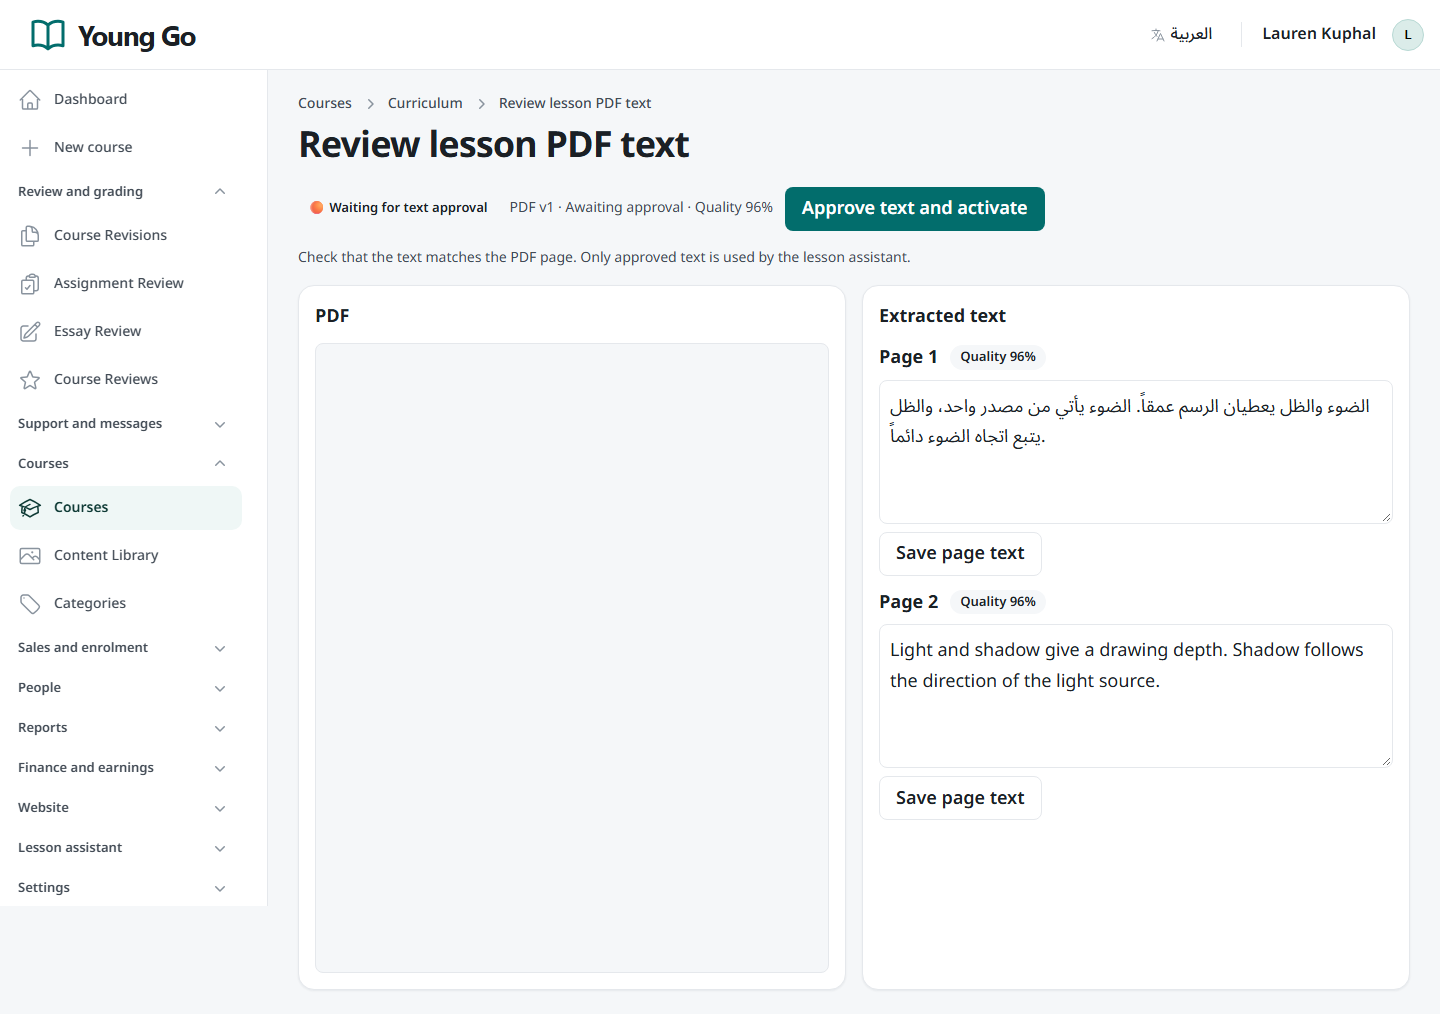 Young Go
العربية
Lauren Kuphal
L
Dashboard
New course
Review and grading
Course Revisions
Assignment Review
Essay Review
Course Reviews
Support and messages
Courses
Courses
Content Library
Categories
Sales and enrolment
People
Reports
Finance and earnings
Website
Lesson assistant
Settings
Courses > Curriculum > Review lesson PDF text
Review lesson PDF text
Waiting for text approval
PDF v1 · Awaiting approval · Quality 96%
Approve text and activate
Check that the text matches the PDF page. Only approved text is used by the lesson assistant.
PDF
Extracted text
Page 1
Quality 96%
الضوء والظل يعطيان الرسم عمقاً. الضوء يأتي من مصدر واحد، والظل
يتبع اتجاه الضوء دائماً.
Save page text
Page 2
Quality 96%
Light and shadow give a drawing depth. Shadow follows
the direction of the light source.
Save page text